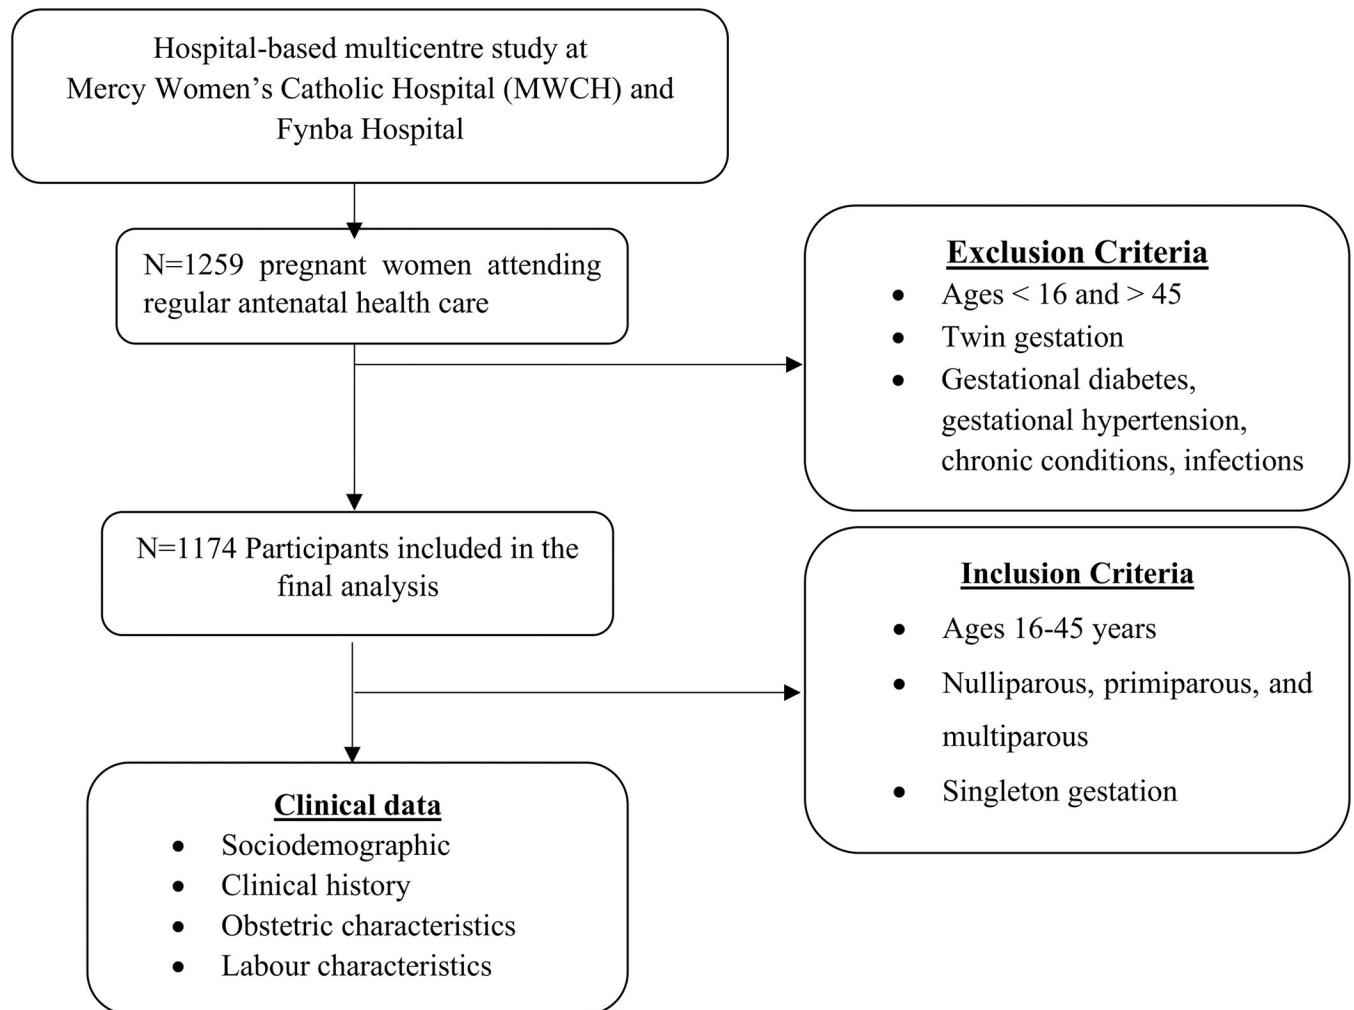 Hospital-based multicentre study at
Mercy Women’s Catholic Hospital (MWCH) and
Fynba Hospital
N=1259 pregnant women attending
regular antenatal health care
Exclusion Criteria
• Ages < 16 and > 45
• Twin gestation
• Gestational diabetes,
gestational hypertension,
chronic conditions, infections
N=1174 Participants included in the
final analysis
Inclusion Criteria
• Ages 16-45 years
• Nulliparous, primiparous, and
multiparous
• Singleton gestation
Clinical data
• Sociodemographic
• Clinical history
• Obstetric characteristics
• Labour characteristics